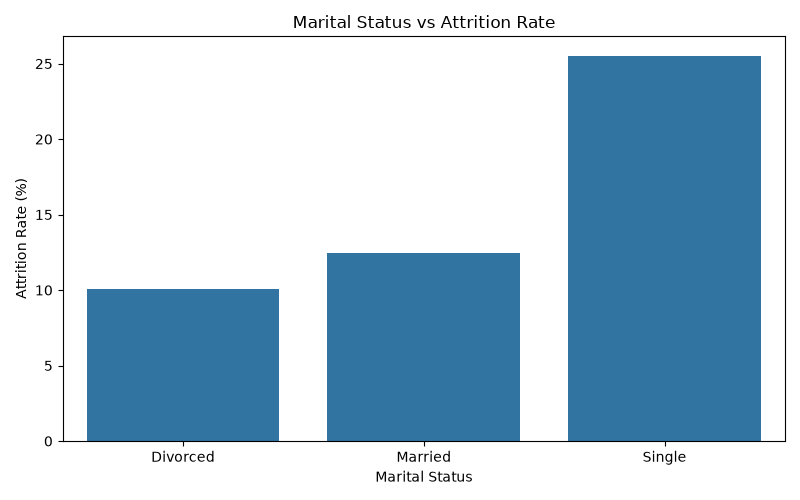 Marital Status vs Attrition Rate
Attrition Rate (%)
25
20
15
10
5
0
Divorced Married Single
Marital Status